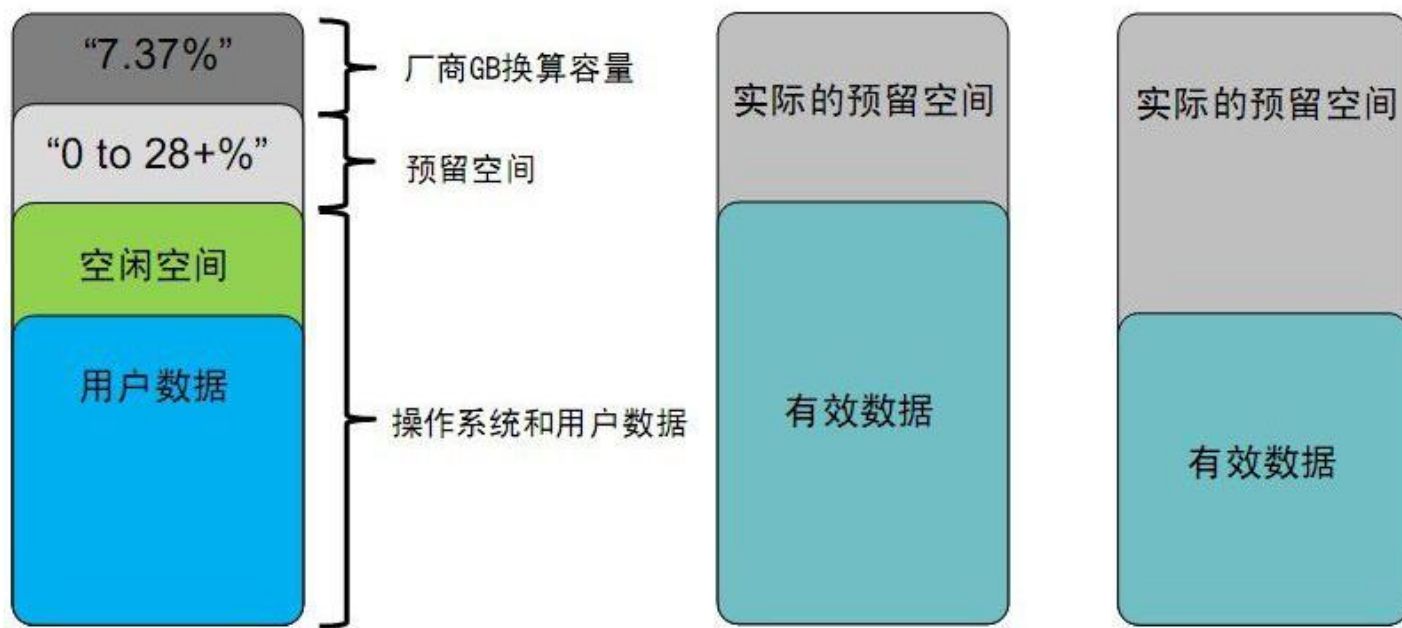 “7.37%”
厂商GB换算容量
“0 to 28+%”
预留空间
空闲空间
用户数据
操作系统和用户数据
实际的预留空间
有效数据
实际的预留空间
有效数据